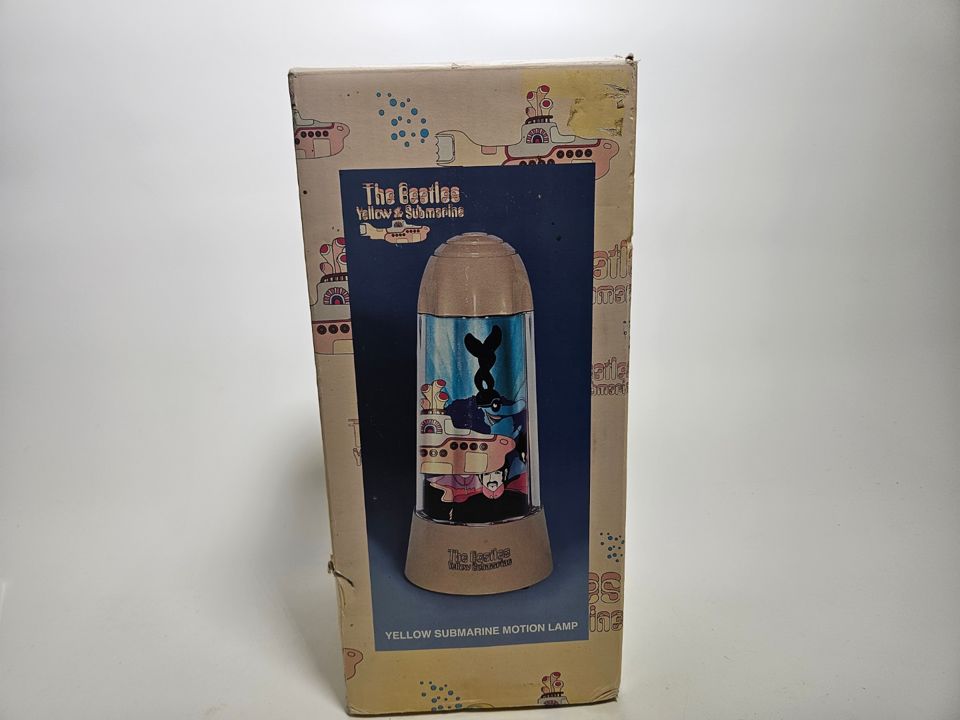 The Beatles
Yellow Submarine
The Beatles
Yellow Submarine
YELLOW SUBMARINE MOTION LAMP